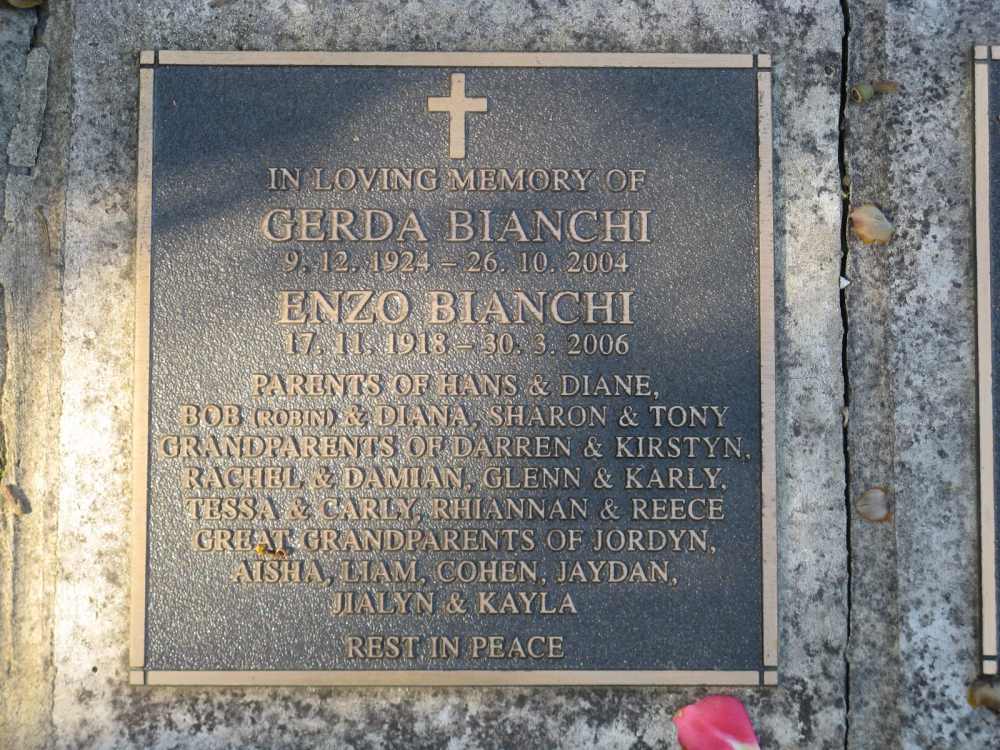 IN LOVING MEMORY OF
GERDA BIANCHI
9. 12. 1924 – 26. 10. 2004
ENZO BIANCHI
17. 11. 1918 – 30. 3. 2006
PARENTS OF HANS & DIANE,
BOB (ROBIN) & DIANA, SHARON & TONY
GRANDPARENTS OF DARREN & KIRSTYN,
RACHEL & DAMIAN, GLENN & KARLY,
TESSA & CARLY, RHIANNAN & REECE
GREAT GRANDPARENTS OF JORDYN,
AISHA, LIAM, COHEN, JAYDAN,
JIALYN & KAYLA
REST IN PEACE